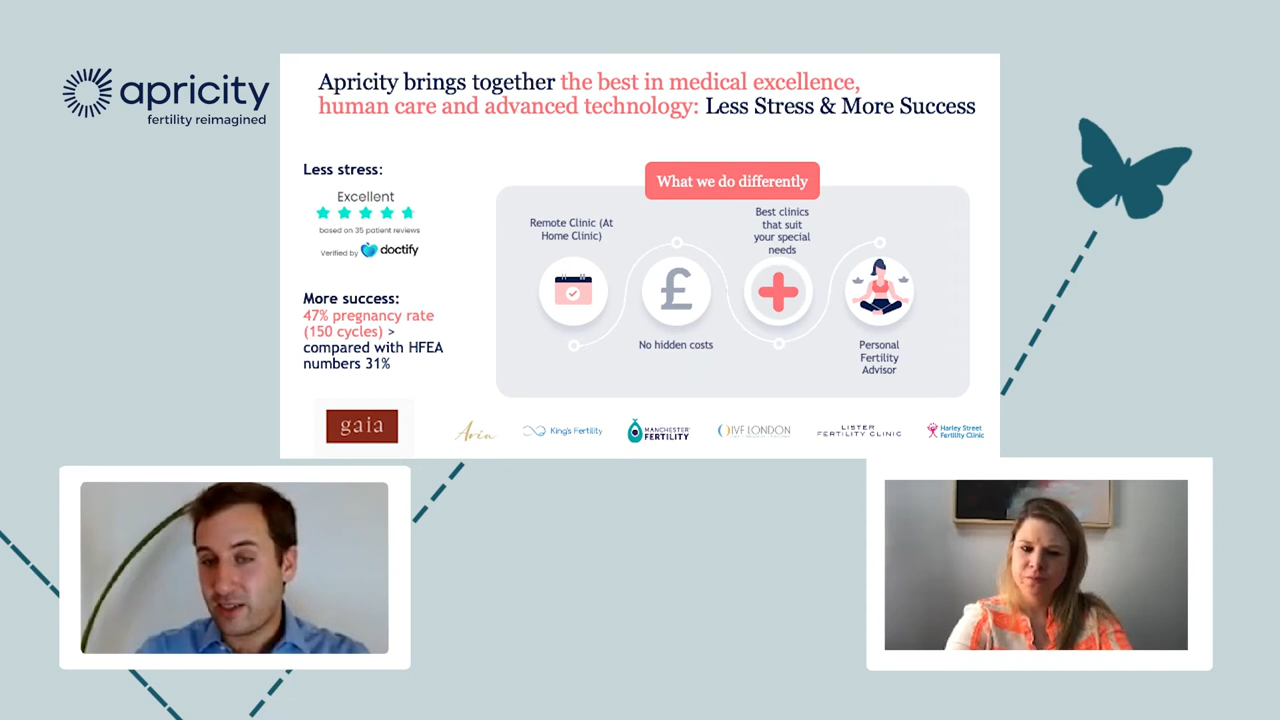 apricity
fertility reimagined
Apricity brings together the best in medical excellence,
human care and advanced technology: Less Stress & More Success
Less stress:
Excellent
based on 35 patient reviews
Verified by doctify
More success:
47% pregnancy rate
(150 cycles) >
compared with HFEA
numbers 31%
What we do differently
Remote Clinic (At
Home Clinic)
£
No hidden costs
Best clinics
that suit
your special
needs
Personal
Fertility
Advisor
gaia
Aria
King's Fertility
MANCHESTER
FERTILITY
IVF LONDON
LISTER
FERTILITY CLINIC
Harley Street
Fertility Clinic